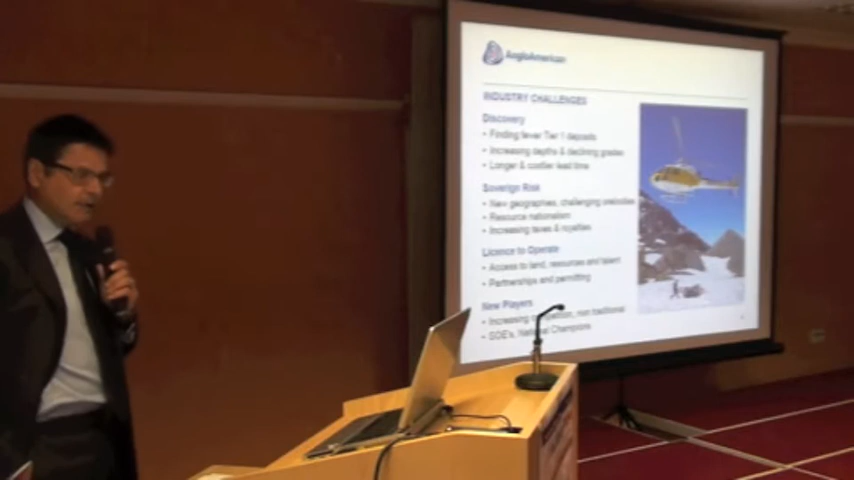 AngloAmerican
INDUSTRY CHALLENGES
Discovery
• Finding fewer Tier 1 deposits
• Increasing depths & declining grades
• Longer & costlier lead time
Soverign Risk
• New geographies, challenging
• Resource nationalism
• Increasing taxes & royalties
Licence to Operate
• Access to land, resources and talent
• Partnerships and permitting
New Players
• Increasing competition, non traditional
• SOE's, National Champions